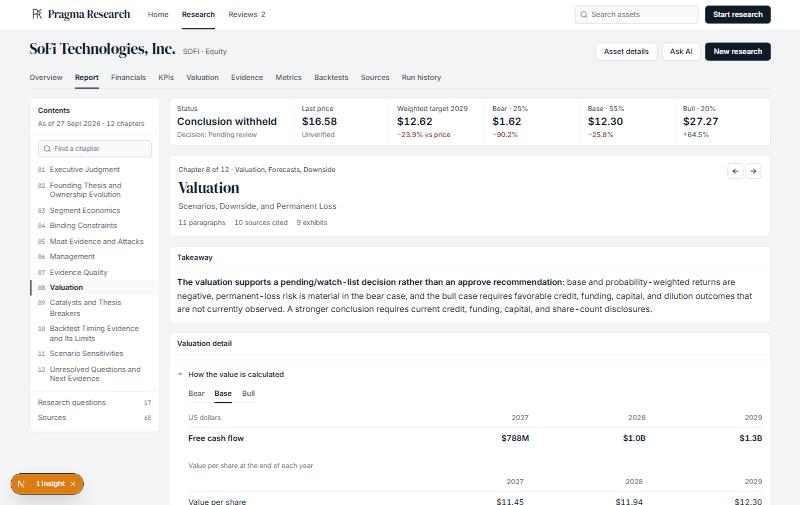 Pragma Research
Home
Research
Reviews 2
Search assets
Start research
SoFi Technologies, Inc.
SOFI · Equity
Asset details
Ask AI
New research
Overview
Report
Financials
KPIs
Valuation
Evidence
Metrics
Backtests
Sources
Run history
Contents
As of 27 Sept 2026 · 12 chapters
Find a chapter
01 Executive Judgment
02 Founding Thesis and
Ownership Evolution
03 Segment Economics
04 Binding Constraints
05 Moat Evidence and Attacks
06 Management
07 Evidence Quality
08 Valuation
09 Catalysts and Thesis
Breakers
10 Backtest Timing Evidence
and Its Limits
11 Scenario Sensitivities
12 Unresolved Questions and
Next Evidence
Research questions 17
Sources 68
Status
Conclusion withheld
Decision: Pending review
Last price
$16.58
Unverified
Weighted target 2029
$12.62
−23.9% vs price
Bear · 25%
$1.62
−90.2%
Base · 55%
$12.30
−25.8%
Bull · 20%
$27.27
+64.5%
Chapter 8 of 12 · Valuation, Forecasts, Downside
Valuation
Scenarios, Downside, and Permanent Loss
11 paragraphs 10 sources cited 9 exhibits
Takeaway
The valuation supports a pending/watch-list decision rather than an approve recommendation: base and probability-weighted returns are
negative, permanent-loss risk is material in the bear case, and the bull case requires favorable credit, funding, capital, and dilution outcomes that
are not currently observed. A stronger conclusion requires current credit, funding, capital, and share-count disclosures.
Valuation detail
How the value is calculated
Bear Base Bull
US dollars 2027 2028 2029
Free cash flow $788M $1.0B $1.3B
Value per share at the end of each year
2027 2028 2029
Value per share $11.45 $11.94 $12.30
N 1 Insight ×